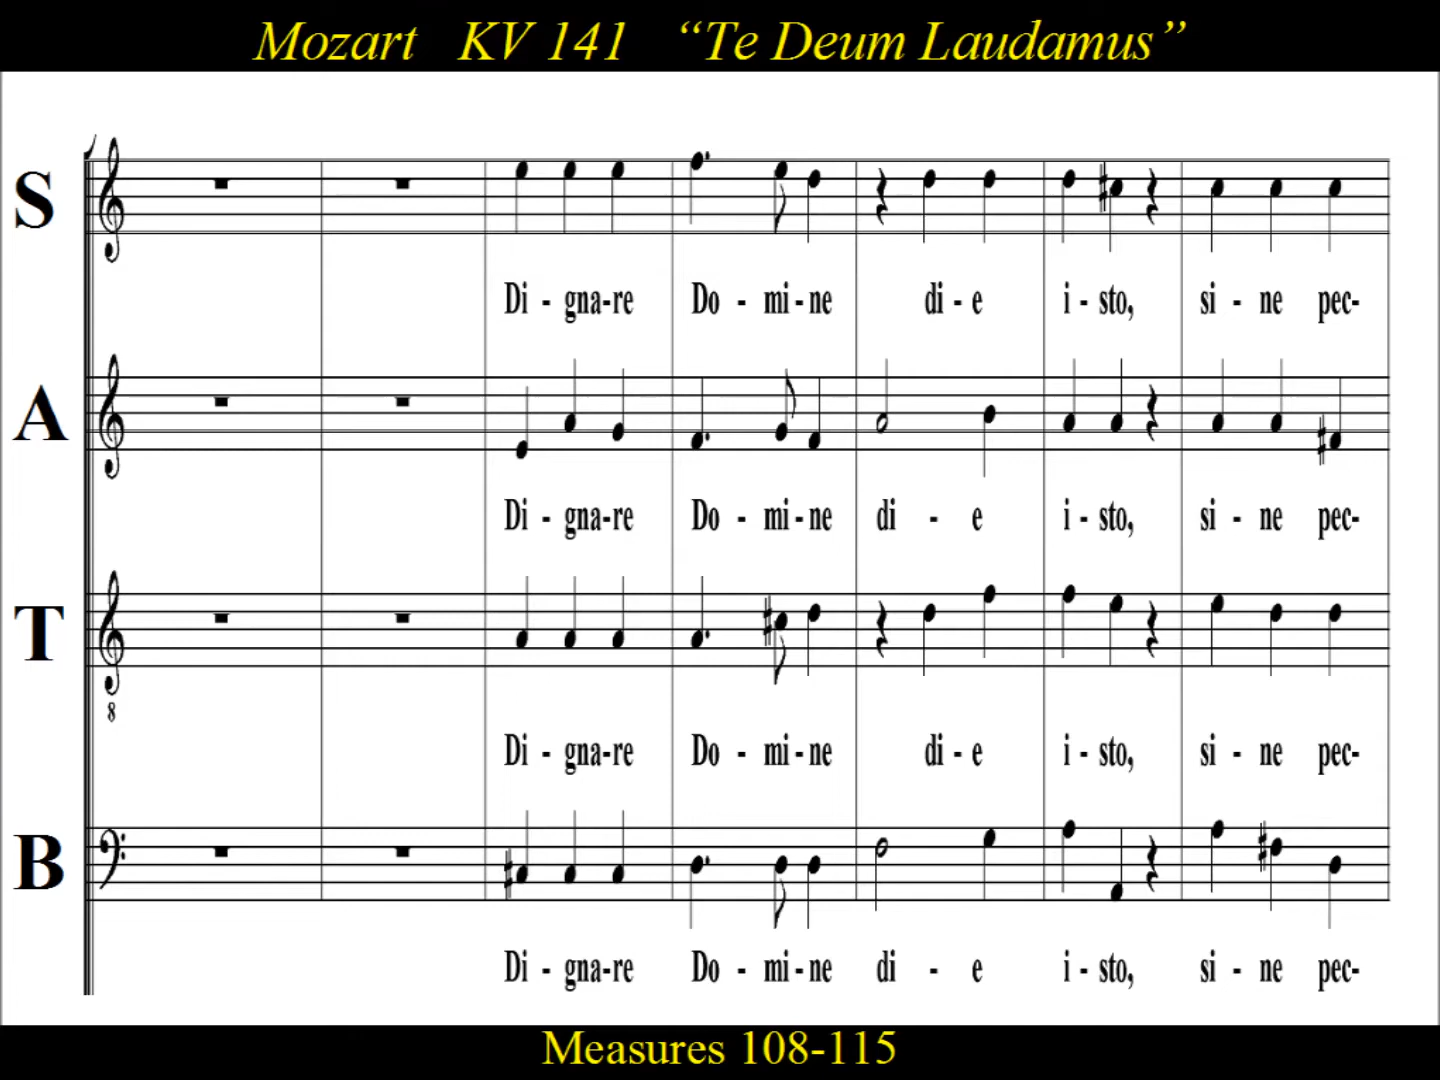 Mozart KV 141 “Te Deum Laudamus”
S
Di - gna-re Do - mi - ne di - e i - sto, si - ne pec-
A
Di - gna-re Do - mi - ne di - e i - sto, si - ne pec-
T
8
Di - gna-re Do - mi - ne di - e i - sto, si - ne pec-
B
Di - gna-re Do - mi - ne di - e i - sto, si - ne pec-
Measures 108-115